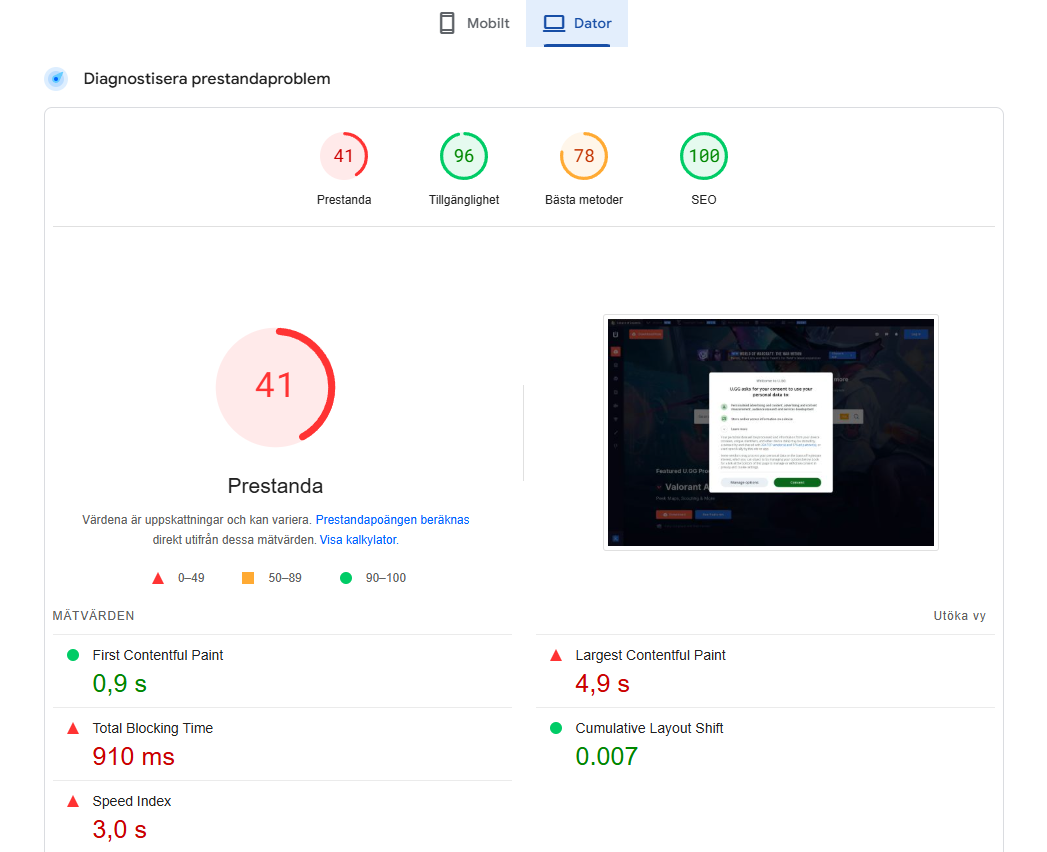 Mobilt
Dator
Diagnostisera prestandaproblem
41
96
78
100
Prestanda
Tillgänglighet
Bästa metoder
SEO
41
Prestanda
Värdena är uppskattningar och kan variera. Prestandapoängen beräknas
direkt utifrån dessa mätvärden. Visa kalkylator.
0–49
50–89
90–100
Welcome to U.GG
U.GG asks for your consent to use your
personal data to:
Learn more
Manage options
Consent
Featured U.GG Pro
Valorant A
MÄTVÄRDEN
Utöka vy
First Contentful Paint
0,9 s
Largest Contentful Paint
4,9 s
Total Blocking Time
910 ms
Cumulative Layout Shift
0.007
Speed Index
3,0 s